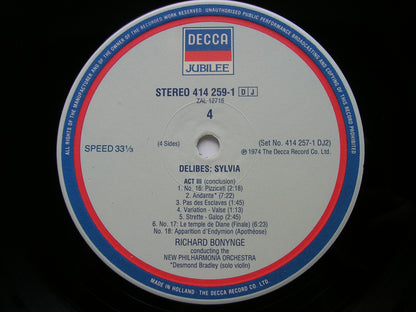 ALL RIGHTS OF THE MANUFACTURER AND OF THE OWNER OF THE RECORDED WORK RESERVED · UNAUTHORISED PUBLIC PERFORMANCE BROADCASTING AND COPYING OF THIS RECORD PROHIBITED
DECCA
JUBILEE
STEREO 414 259-1 DJ
ZAL-12715
4
SPEED 33⅓
(4 Sides)
(Set No. 414 257-1 DJ2)
℗ 1974 The Decca Record Co. Ltd.
DELIBES: SYLVIA
ACT III (conclusion)
1. No. 16: Pizzicati (2:16)
2. Andante* (7:22)
3. Pas des Esclaves (2:45)
4. Variation - Valse (1:13)
5. Strette - Galop (2:45)
6. No. 17: Le temple de Diane (Finale) (6:23)
No. 18: Apparition d'Endymion (Apothéose)
RICHARD BONYNGE
conducting the
NEW PHILHARMONIA ORCHESTRA
*Desmond Bradley (solo violin)
MADE IN HOLLAND · THE DECCA RECORD CO. LTD.